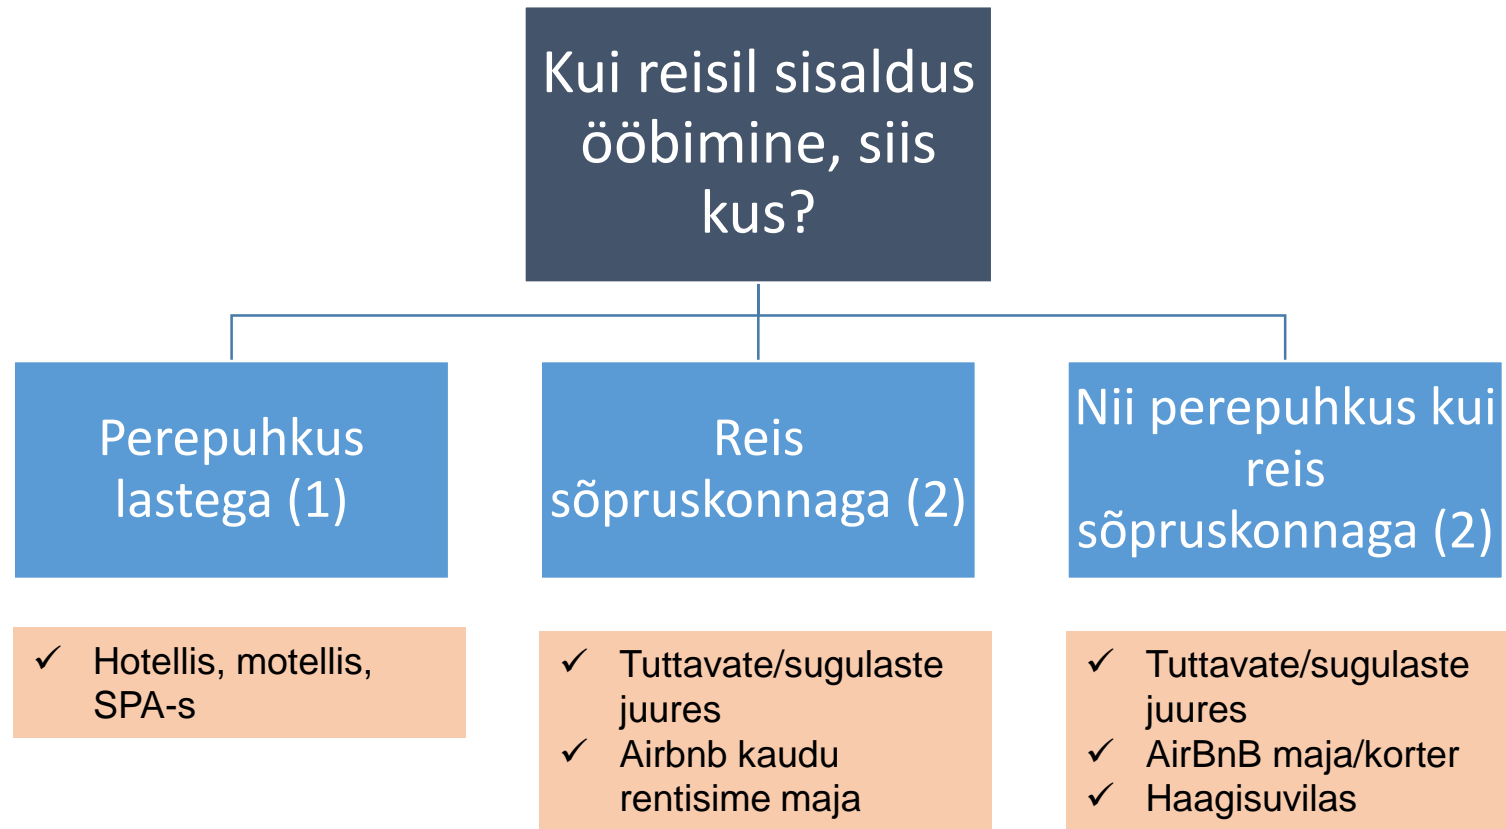 Kui reisil sisaldus
ööbimine, siis
kus?
Perepuhkus
lastega (1)
Reis
sõpruskonnaga (2)
Nii perepuhkus kui
reis
sõpruskonnaga (2)
✓ Hotellis, motellis,
SPA-s
✓ Tuttavate/sugulaste
juures
✓ Airbnb kaudu
rentisime maja
✓ Tuttavate/sugulaste
juures
✓ AirBnB maja/korter
✓ Haagisuvilas